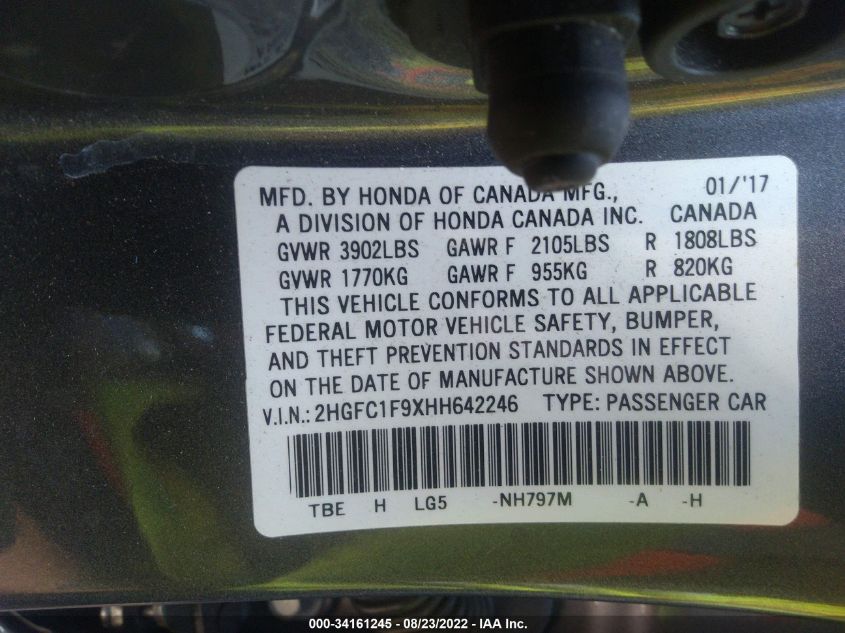 MFD. BY HONDA OF CANADA MFG., 01/'17
A DIVISION OF HONDA CANADA INC. CANADA
GVWR 3902LBS GAWR F 2105LBS R 1808LBS
GVWR 1770KG GAWR F 955KG R 820KG
THIS VEHICLE CONFORMS TO ALL APPLICABLE
FEDERAL MOTOR VEHICLE SAFETY, BUMPER,
AND THEFT PREVENTION STANDARDS IN EFFECT
ON THE DATE OF MANUFACTURE SHOWN ABOVE.
V.I.N.: 2HGFC1F9XHH642246 TYPE: PASSENGER CAR
TBE H LG5 -NH797M -A -H
000-34161245 - 08/23/2022 - IAA Inc.